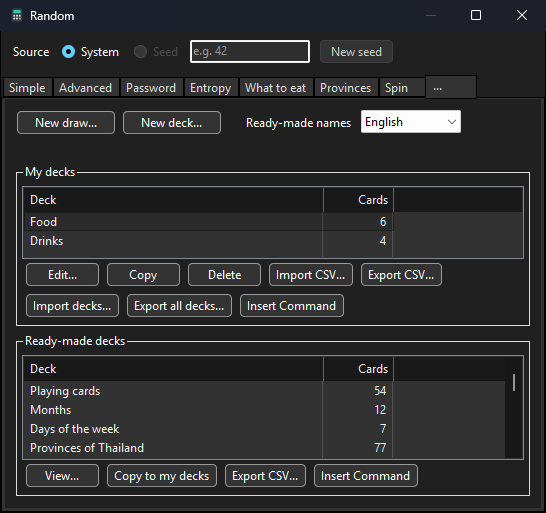 Random
Source System Seed e.g. 42 New seed
Simple Advanced Password Entropy What to eat Provinces Spin ...
New draw... New deck... Ready-made names English
My decks
Deck Cards
Food 6
Drinks 4
Edit... Copy Delete Import CSV... Export CSV...
Import decks... Export all decks... Insert Command
Ready-made decks
Deck Cards
Playing cards 54
Months 12
Days of the week 7
Provinces of Thailand 77
View... Copy to my decks Export CSV... Insert Command